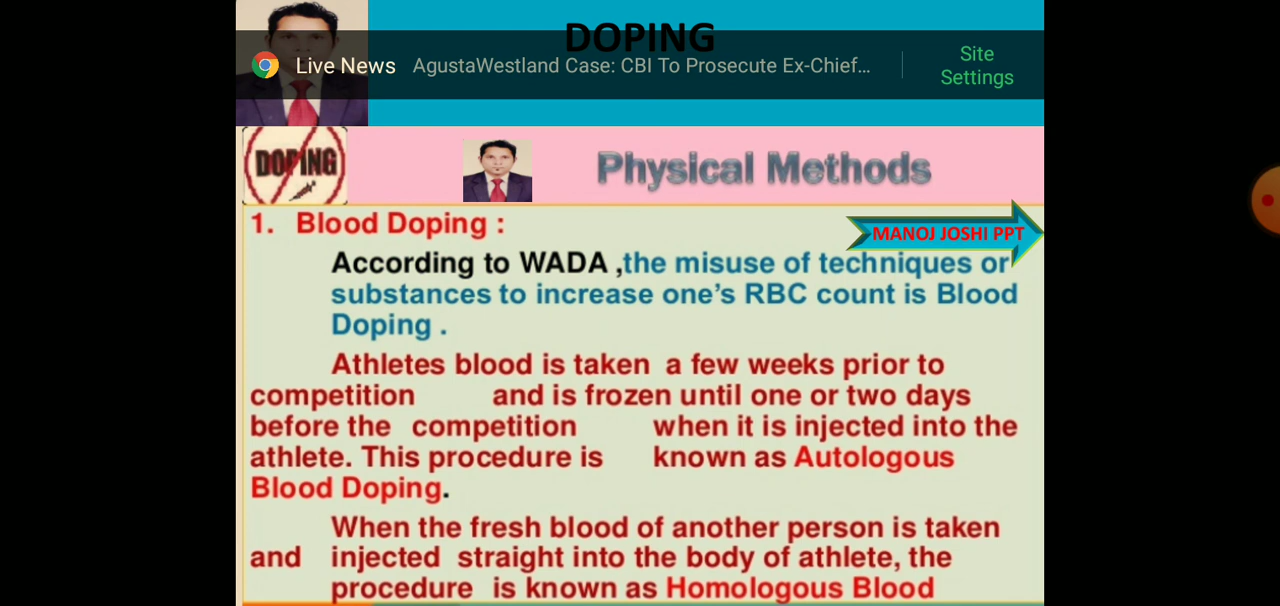 DOPING
Live News AgustaWestland Case: CBI To Prosecute Ex-Chief...
Site
Settings
DOPING
Physical Methods
1. Blood Doping :
MANOJ JOSHI PPT
According to WADA ,the misuse of techniques or
substances to increase one's RBC count is Blood
Doping .
Athletes blood is taken a few weeks prior to
competition and is frozen until one or two days
before the competition when it is injected into the
athlete. This procedure is known as Autologous
Blood Doping.
When the fresh blood of another person is taken
and injected straight into the body of athlete, the
procedure is known as Homologous Blood